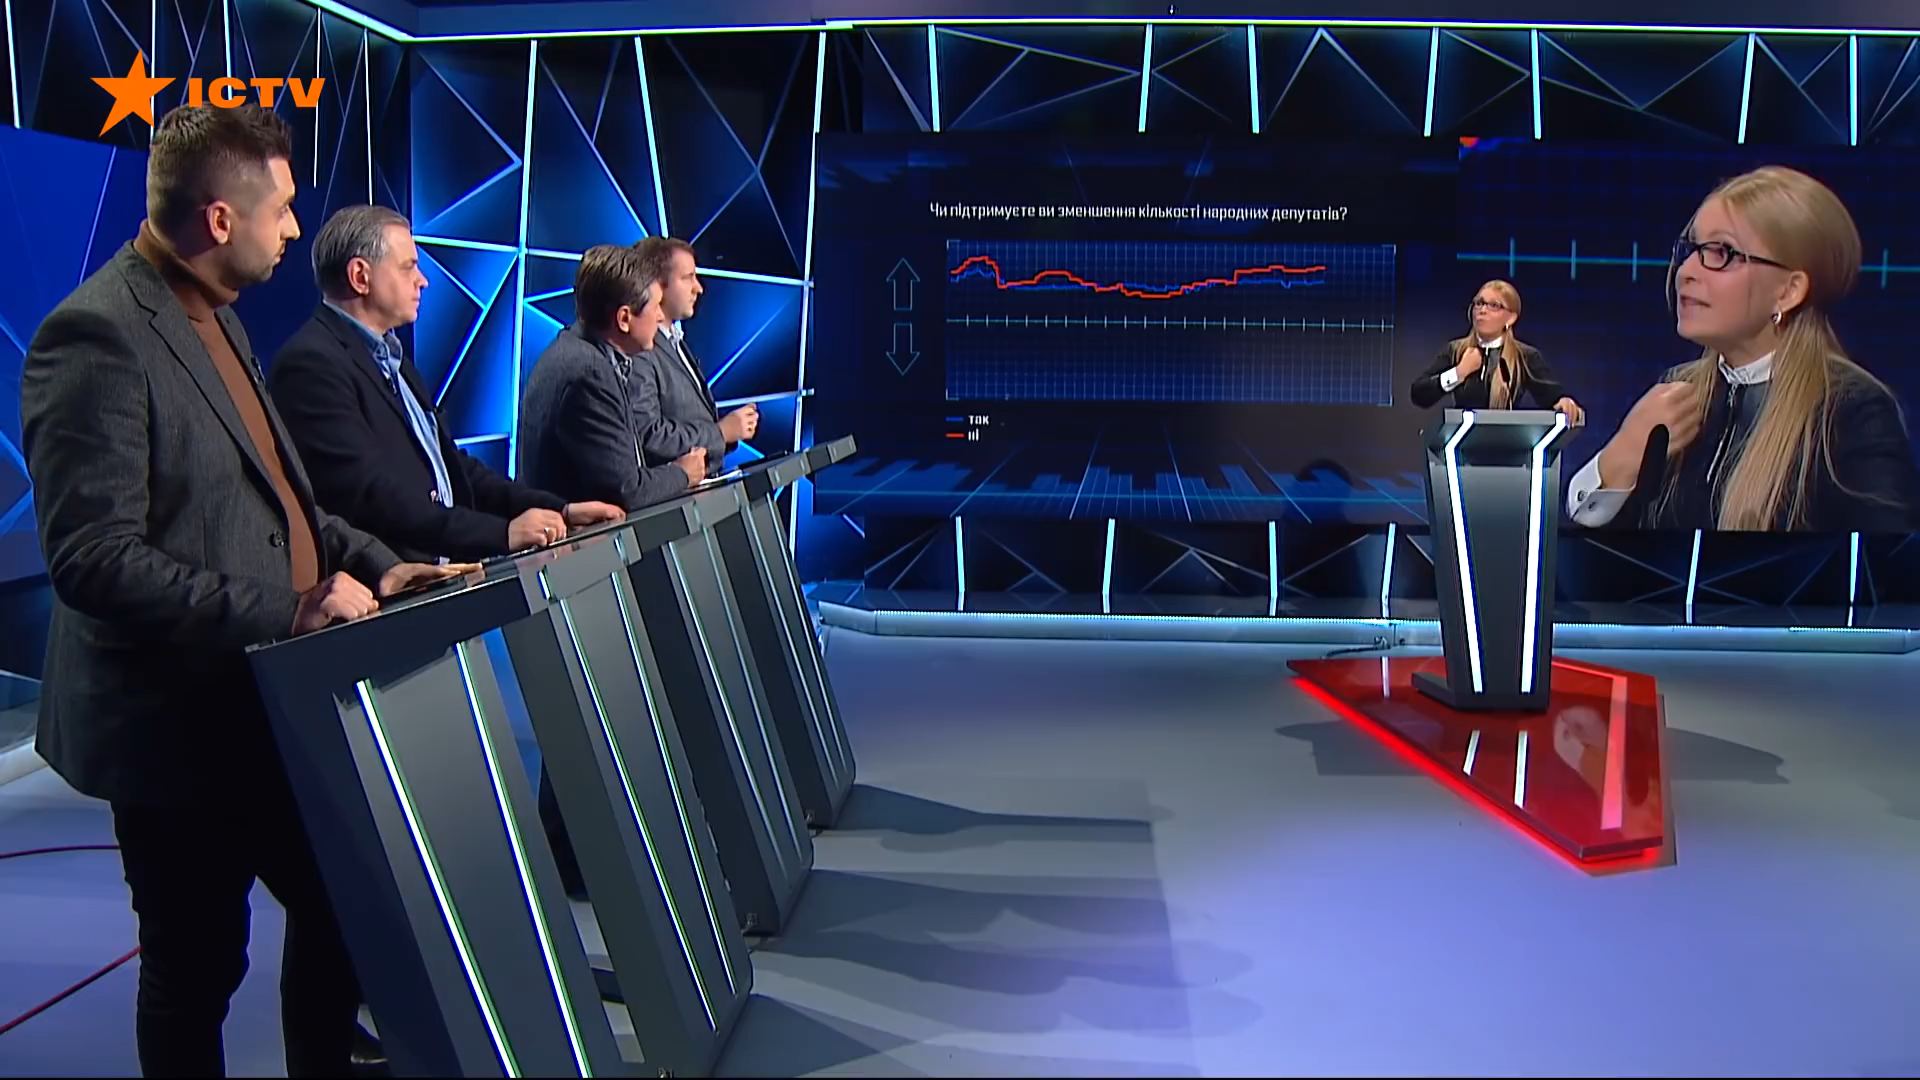 ICTV
Чи підтримуєте ви зменшення кількості народних депутатів?
так
ні